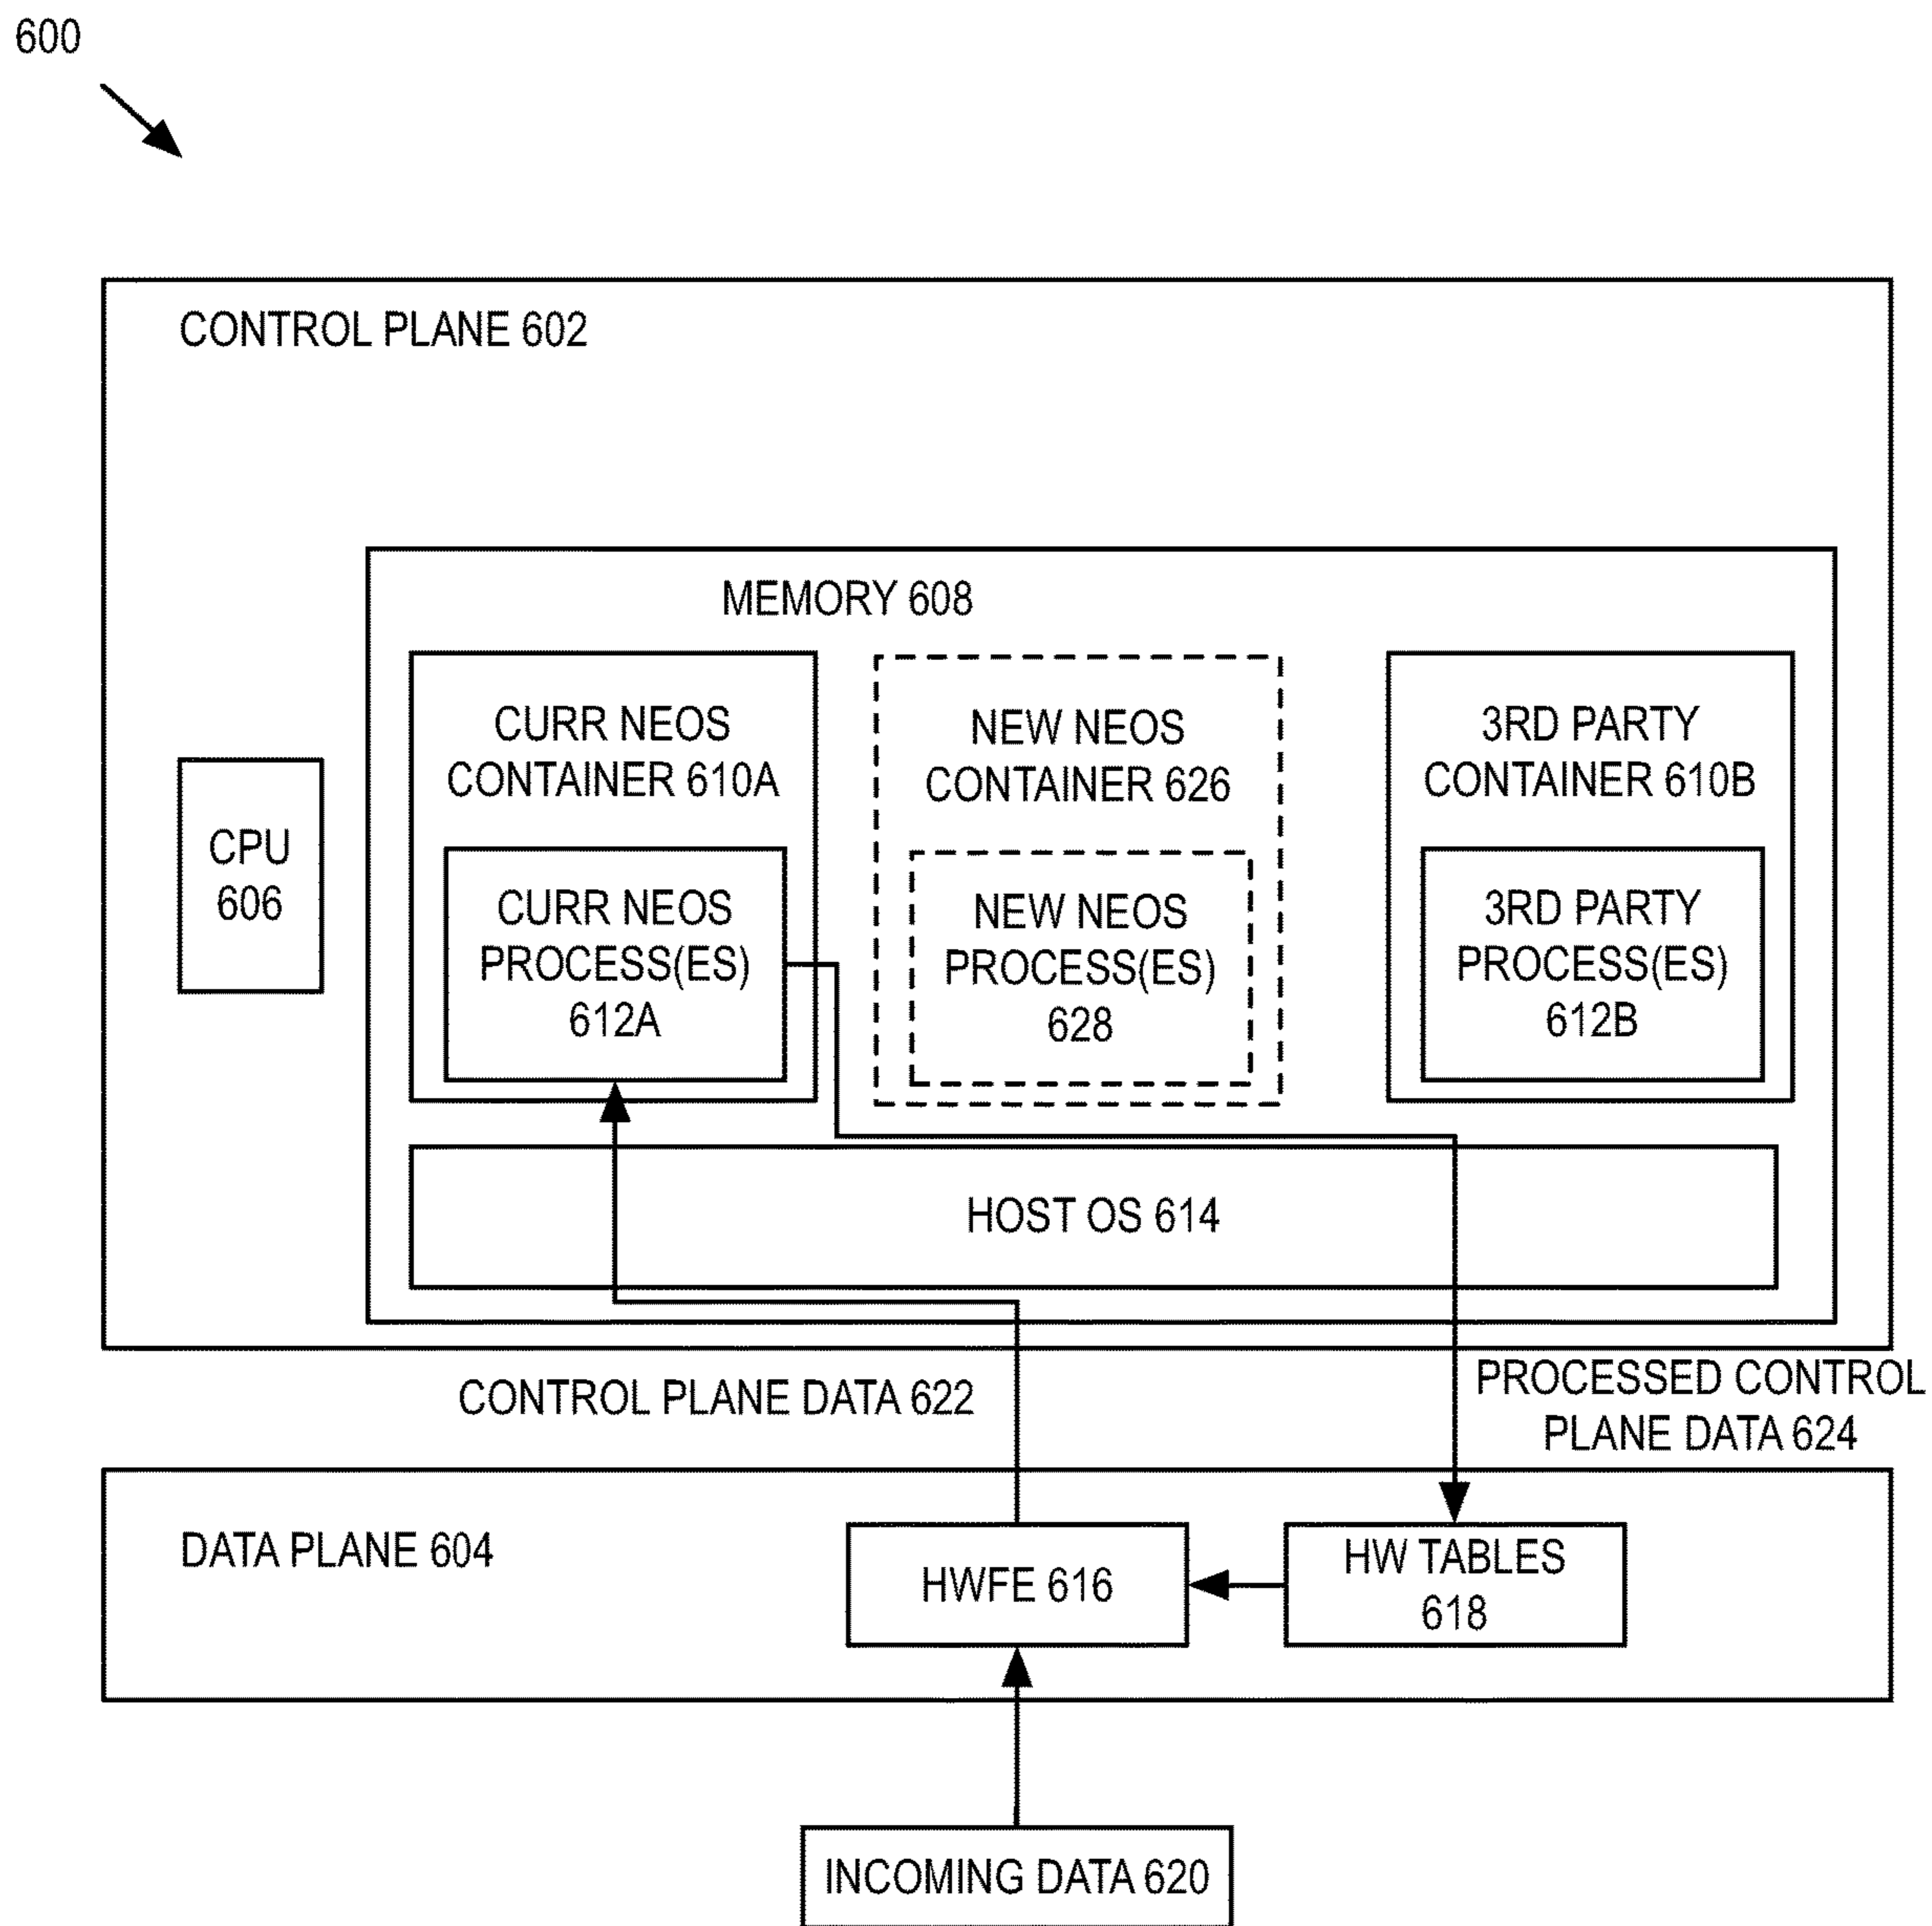 600
CONTROL PLANE 602
MEMORY 608
CURR NEOS
CONTAINER 610A
NEW NEOS
CONTAINER 626
3RD PARTY
CONTAINER 610B
CPU
606
CURR NEOS
PROCESS(ES)
612A
NEW NEOS
PROCESS(ES)
628
3RD PARTY
PROCESS(ES)
612B
HOST OS 614
CONTROL PLANE DATA 622
PROCESSED CONTROL
PLANE DATA 624
DATA PLANE 604
HWFE 616
HW TABLES
618
INCOMING DATA 620